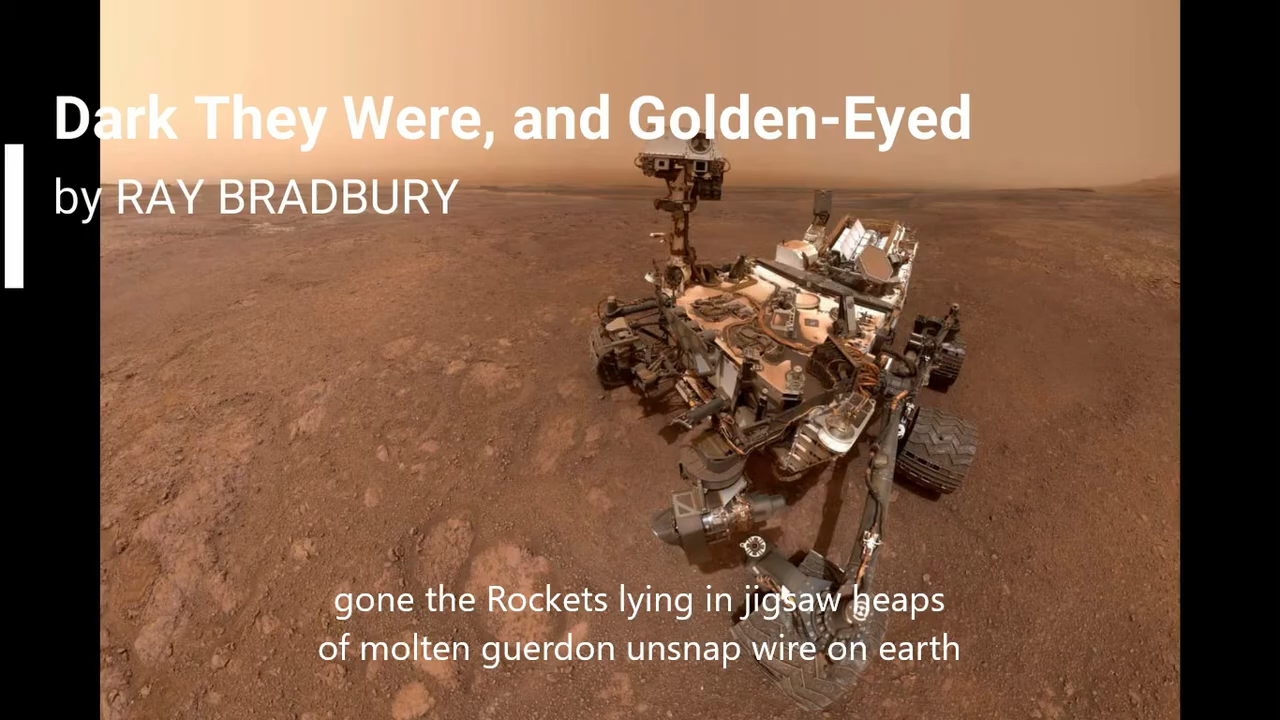 Dark They Were, and Golden-Eyed
by RAY BRADBURY
gone the Rockets lying in jigsaw heaps
of molten guerdon unsnap wire on earth